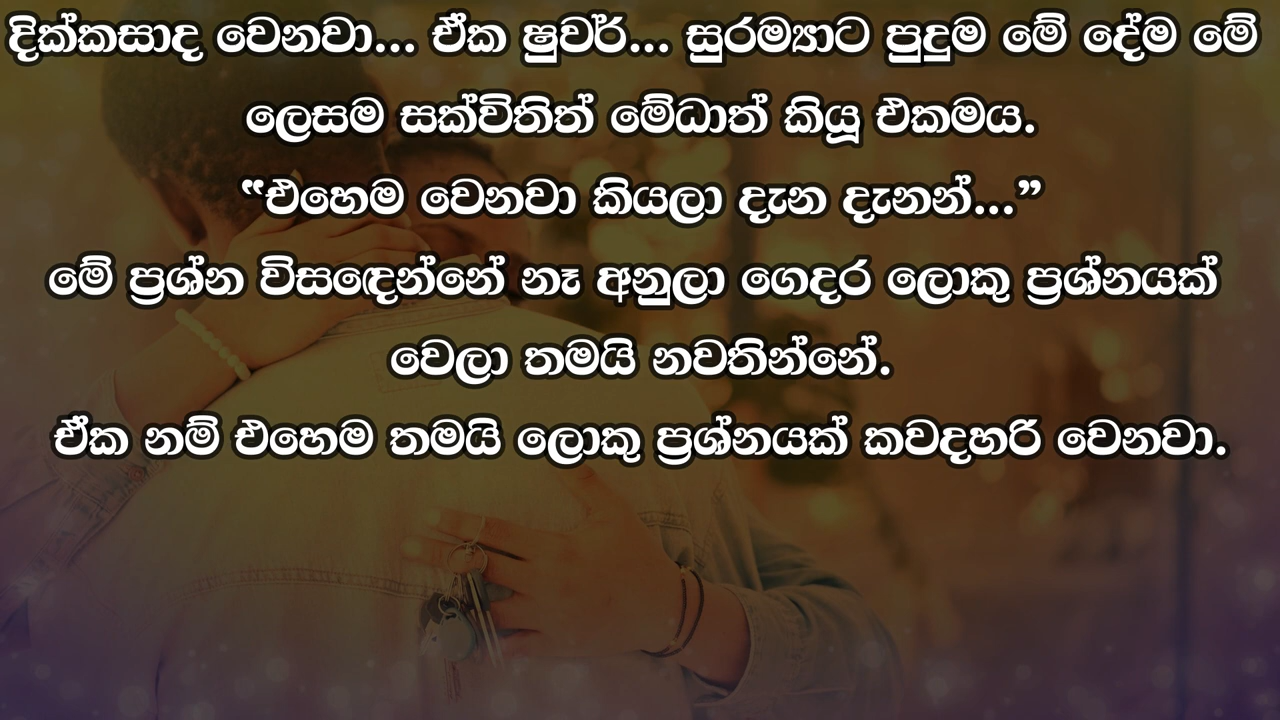 දික්කසාද වෙනවා... ඒක ෂුවර්... සුරම්‍යාට පුදුම මේ දේම මේ
ලෙසම සක්විතිත් මේධාත් කියූ එකමය.
“එහෙම වෙනවා කියලා දැන දැනන්...”
මේ ප්‍රශ්න විසඳෙන්නේ නෑ අනුලා ගෙදර ලොකු ප්‍රශ්නයක්
වෙලා තමයි නවතින්නේ.
ඒක නම් එහෙම තමයි ලොකු ප්‍රශ්නයක් කවදහරි වෙනවා.